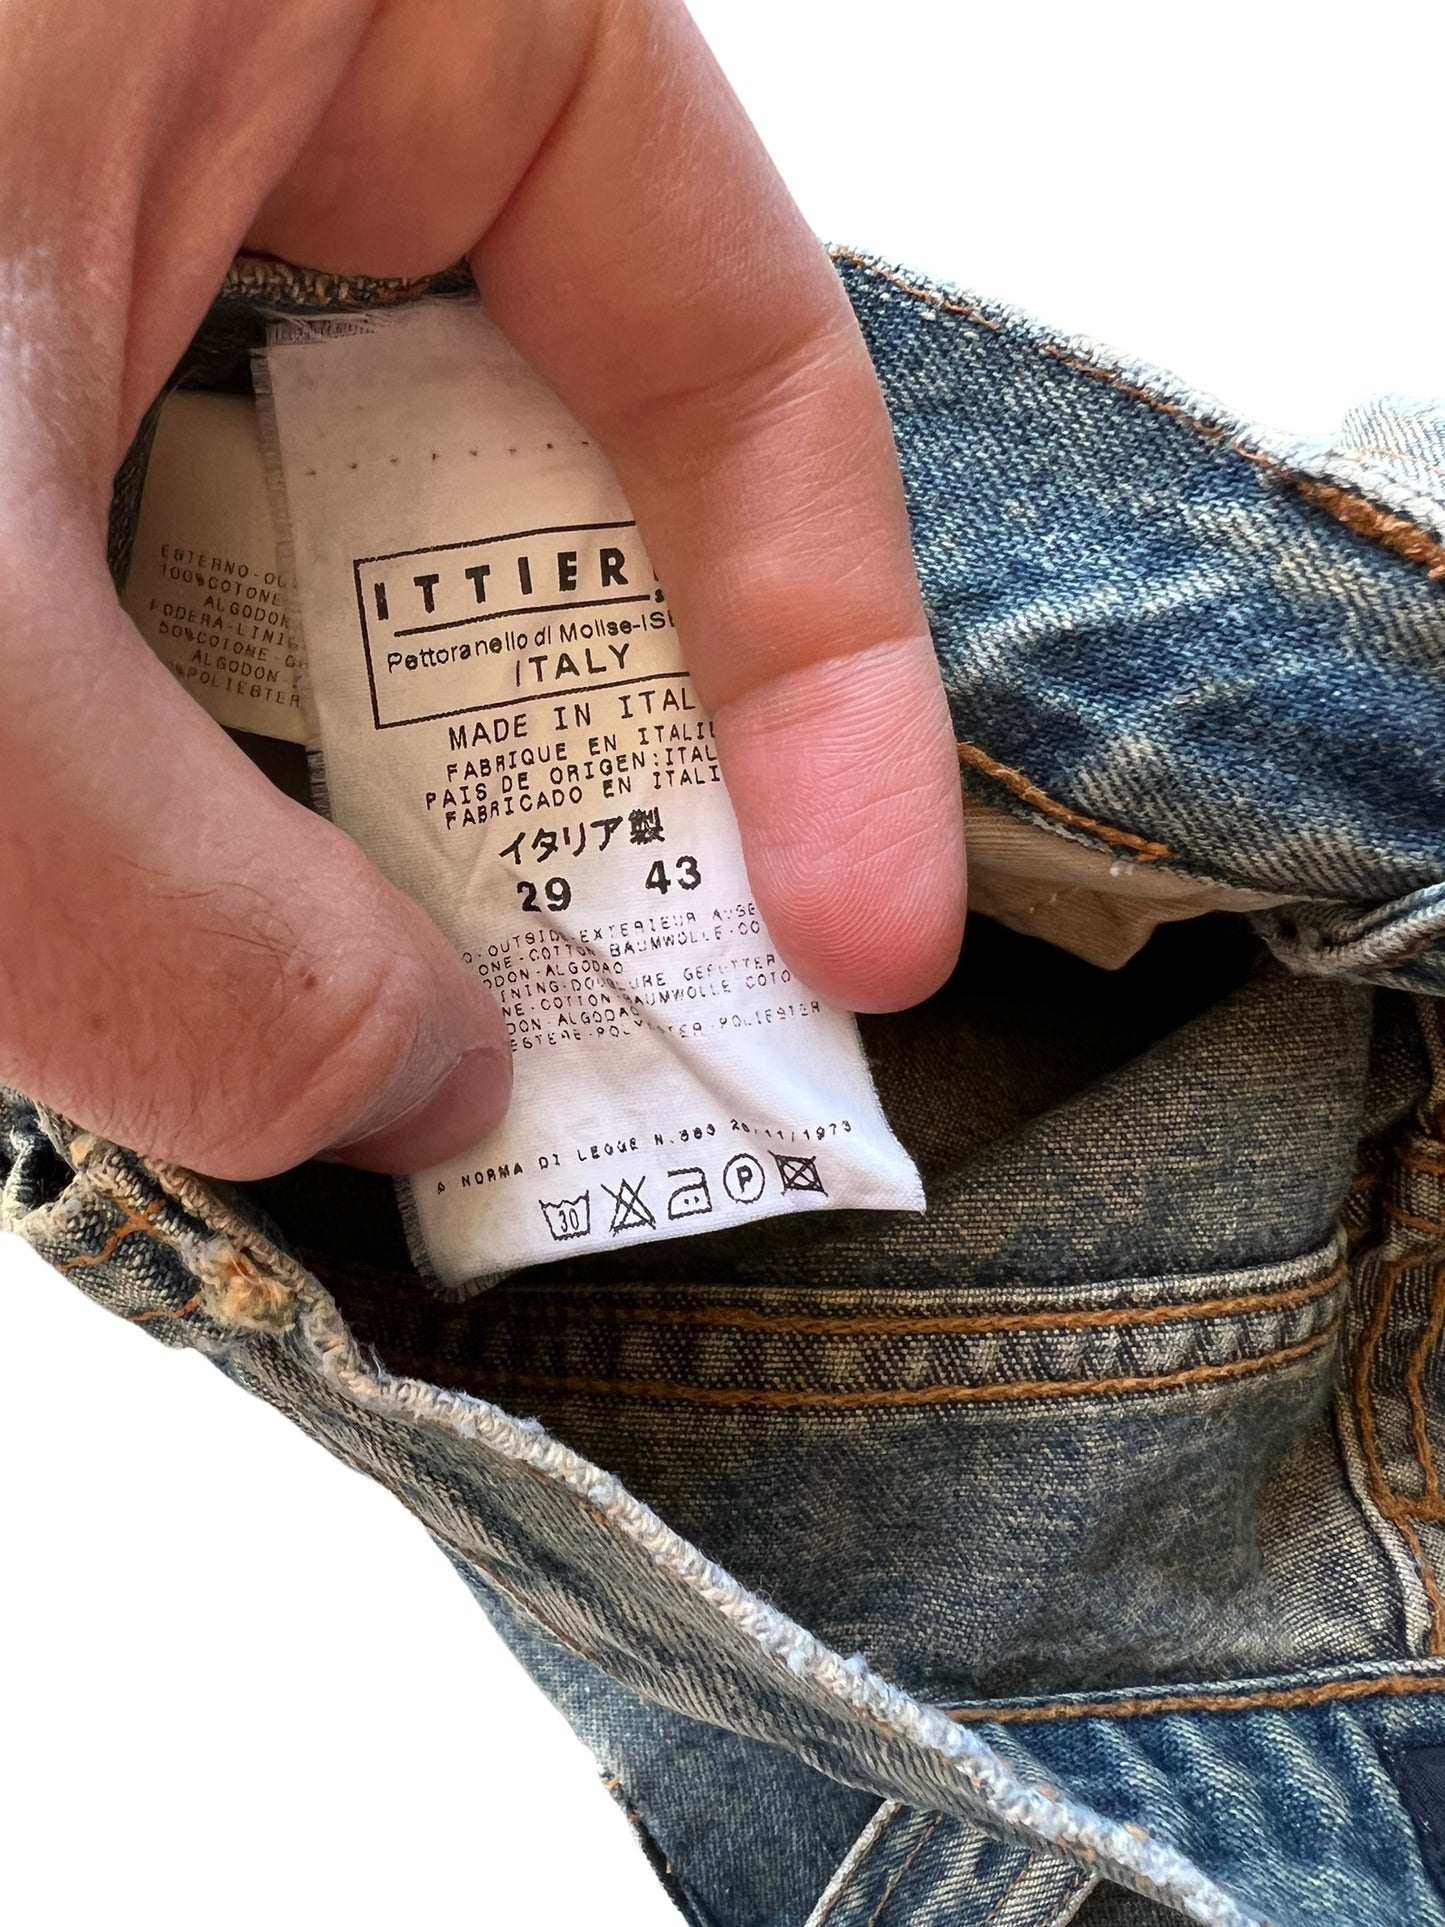 ITTIER
Pettoranello di Molise-IS
ITALY
MADE IN ITAL
FABRIQUE EN ITALIE
PAIS DE ORIGEN:ITAL
FABRICADO EN ITALI
イタリア製
29 43
O-OUTSIDE-EXTERIEUR AUSSE
ONE-COTTON-BAUMWOLLE-CO
ODON-ALGODAO
NING-DOUBLURE GEFUTTER
NE-COTTON-BAUMWOLLE COTO
DON-ALGODAO
ESTERE-POLYESTER-POLIESTER
A NORMA DI LEGGE N.883 26/11/1973
30
P
ESTERNO-OU
100%COTONE
ALGODON
FODERA-LINI
50%COTONE-
ALGODON-
%POLIESTER